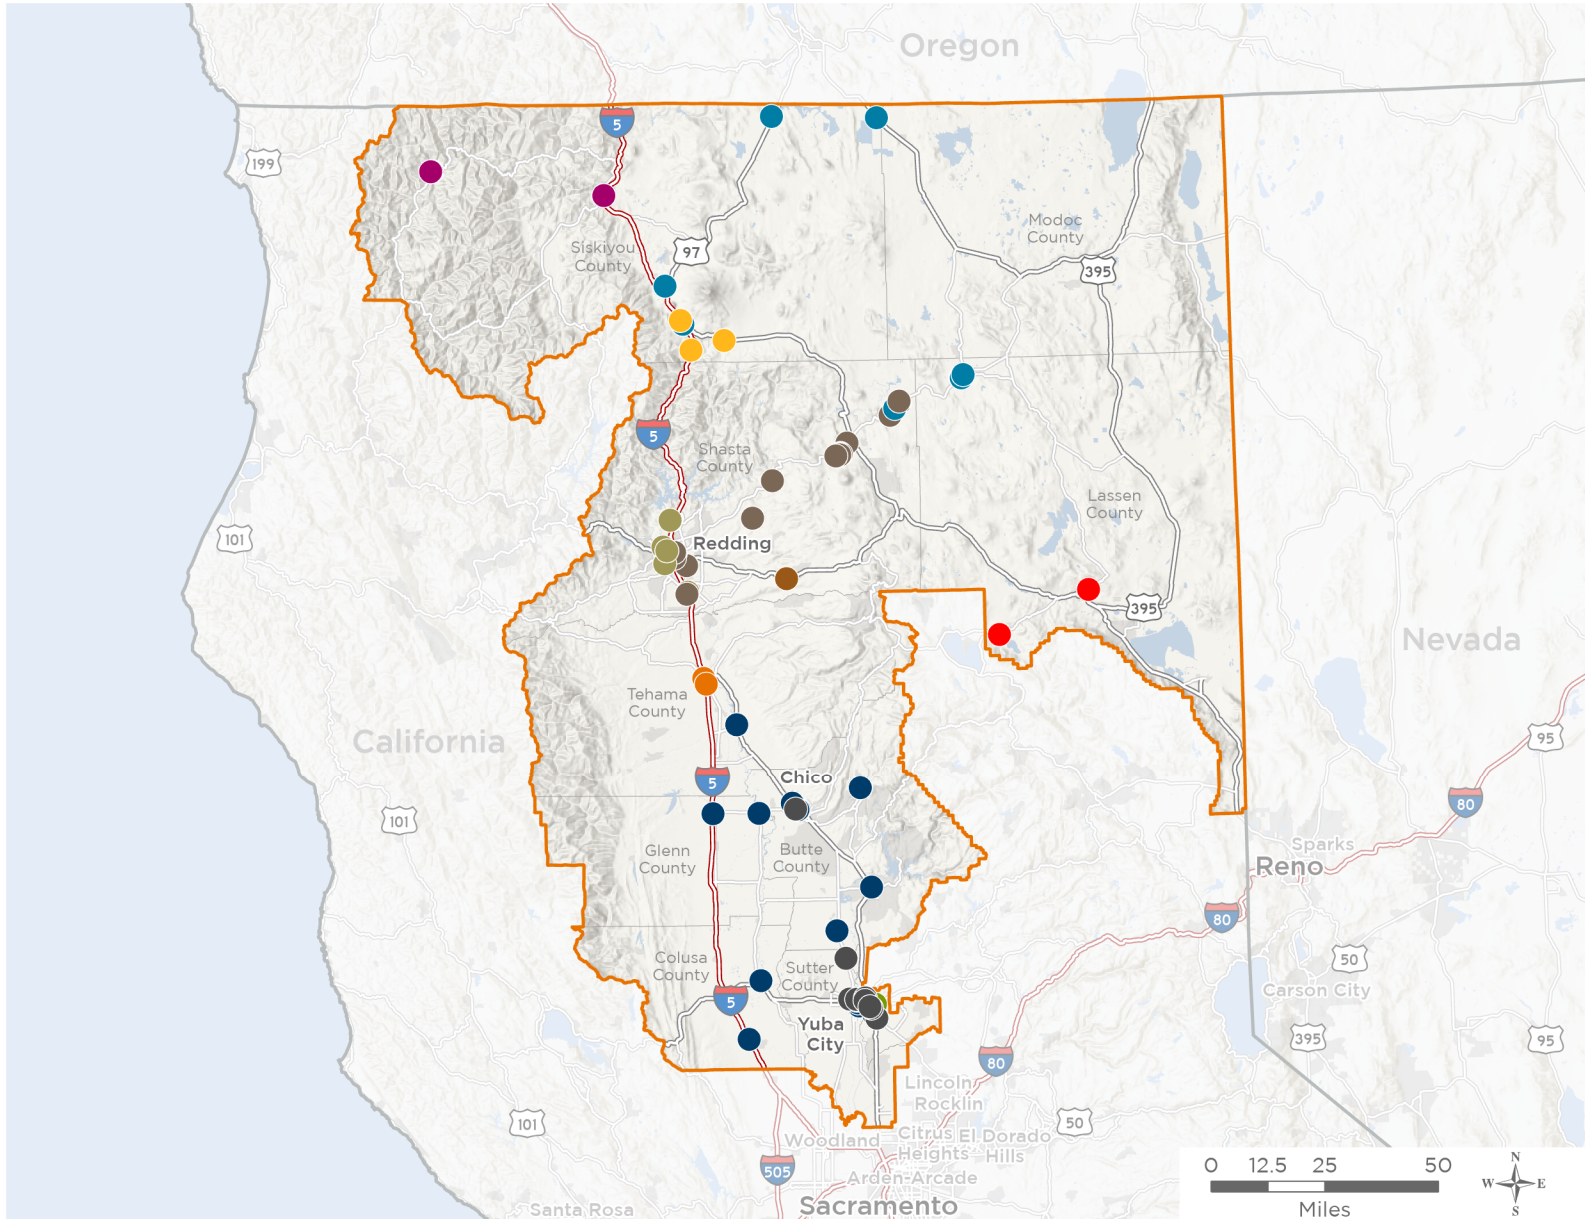 Oregon
5
199
Modoc
County
Siskiyou
County
97
395
5
Shasta
County
Lassen
County
101
Redding
395
Nevada
Tehama
County
California
95
Chico
5
80
101
Glenn
County
Butte
County
Sparks
Reno
80
Colusa
County
Sutter
County
50
Carson City
5
Yuba
City
395
95
80
Lincoln
Rocklin
101
50
Woodland
Citrus
Heights
El Dorado
Hills
505
Arden-Arcade
Sacramento
Santa Rosa
0 12.5 25 50
Miles
N
W E
S